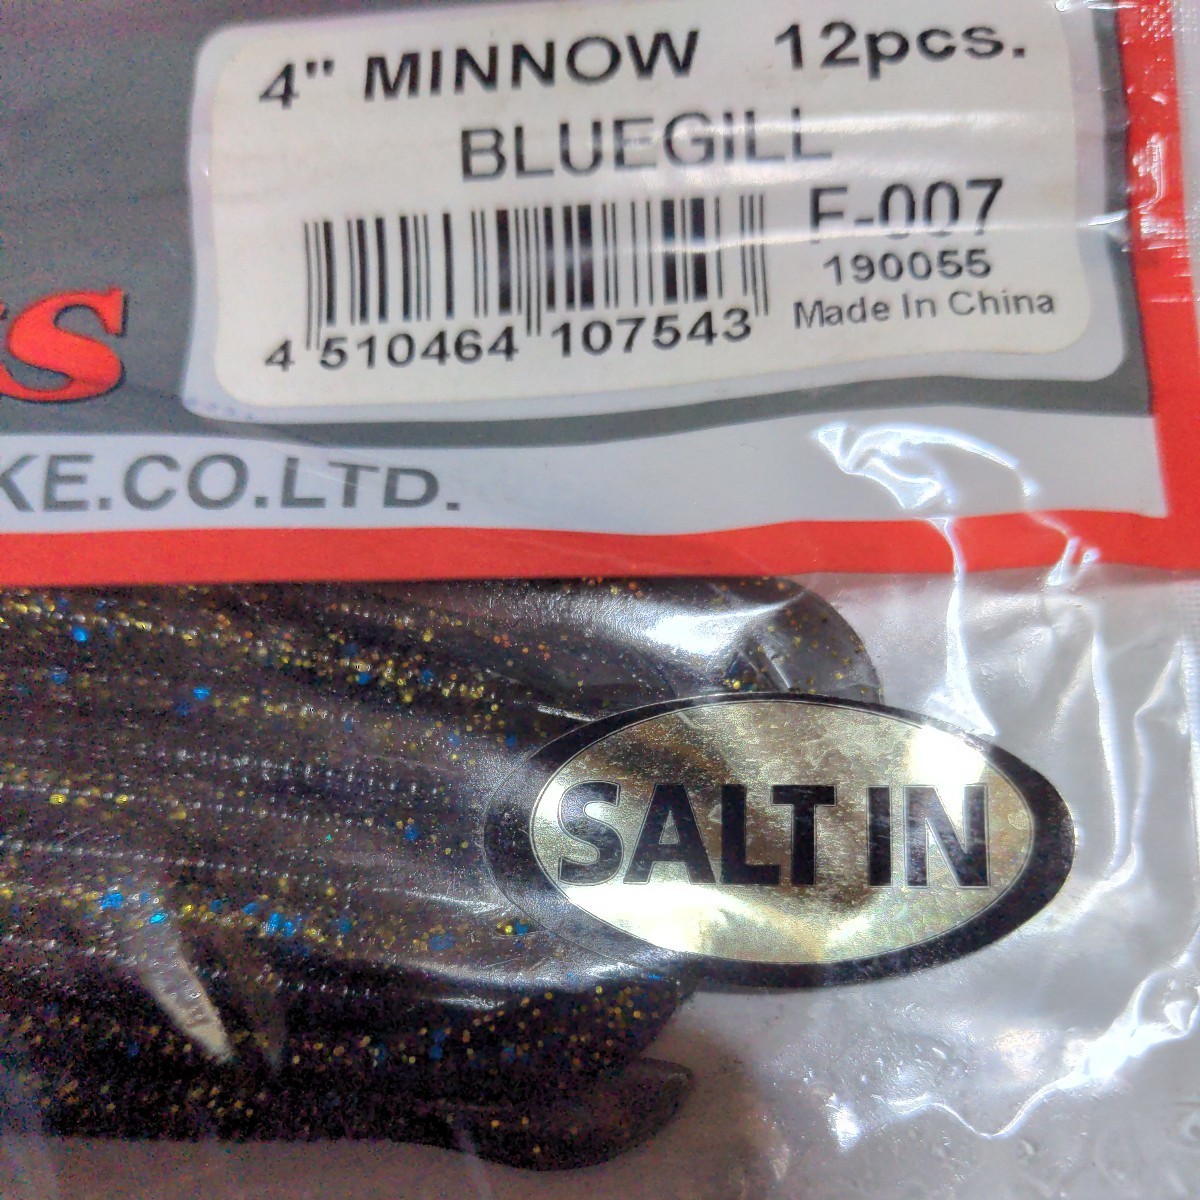 4" MINNOW 12pcs.
BLUEGILL
F-007
190055
Made In China
4 510464 107543
KE.CO.LTD.
SALT IN